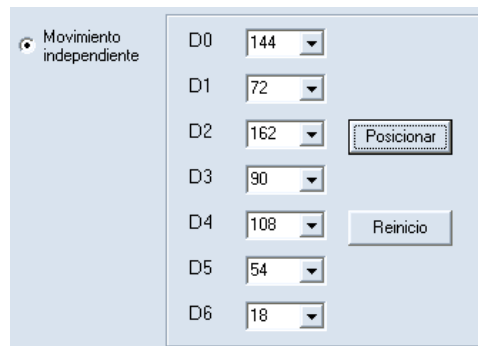 Movimiento
independiente
D0 144
D1 72
D2 162 Posicionar
D3 90
D4 108 Reinicio
D5 54
D6 18